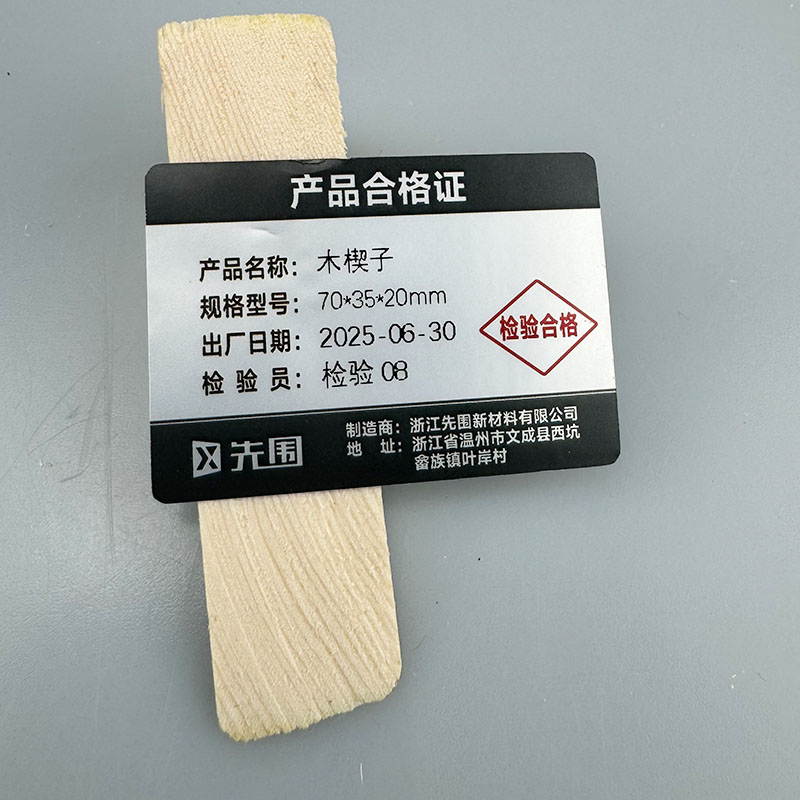 产品合格证
产品名称：木楔子
规格型号：70*35*20mm
出厂日期：2025-06-30
检 验 员：检验 08
检验合格
先围
制造商：浙江先围新材料有限公司
地 址：浙江省温州市文成县西坑
畲族镇叶岸村